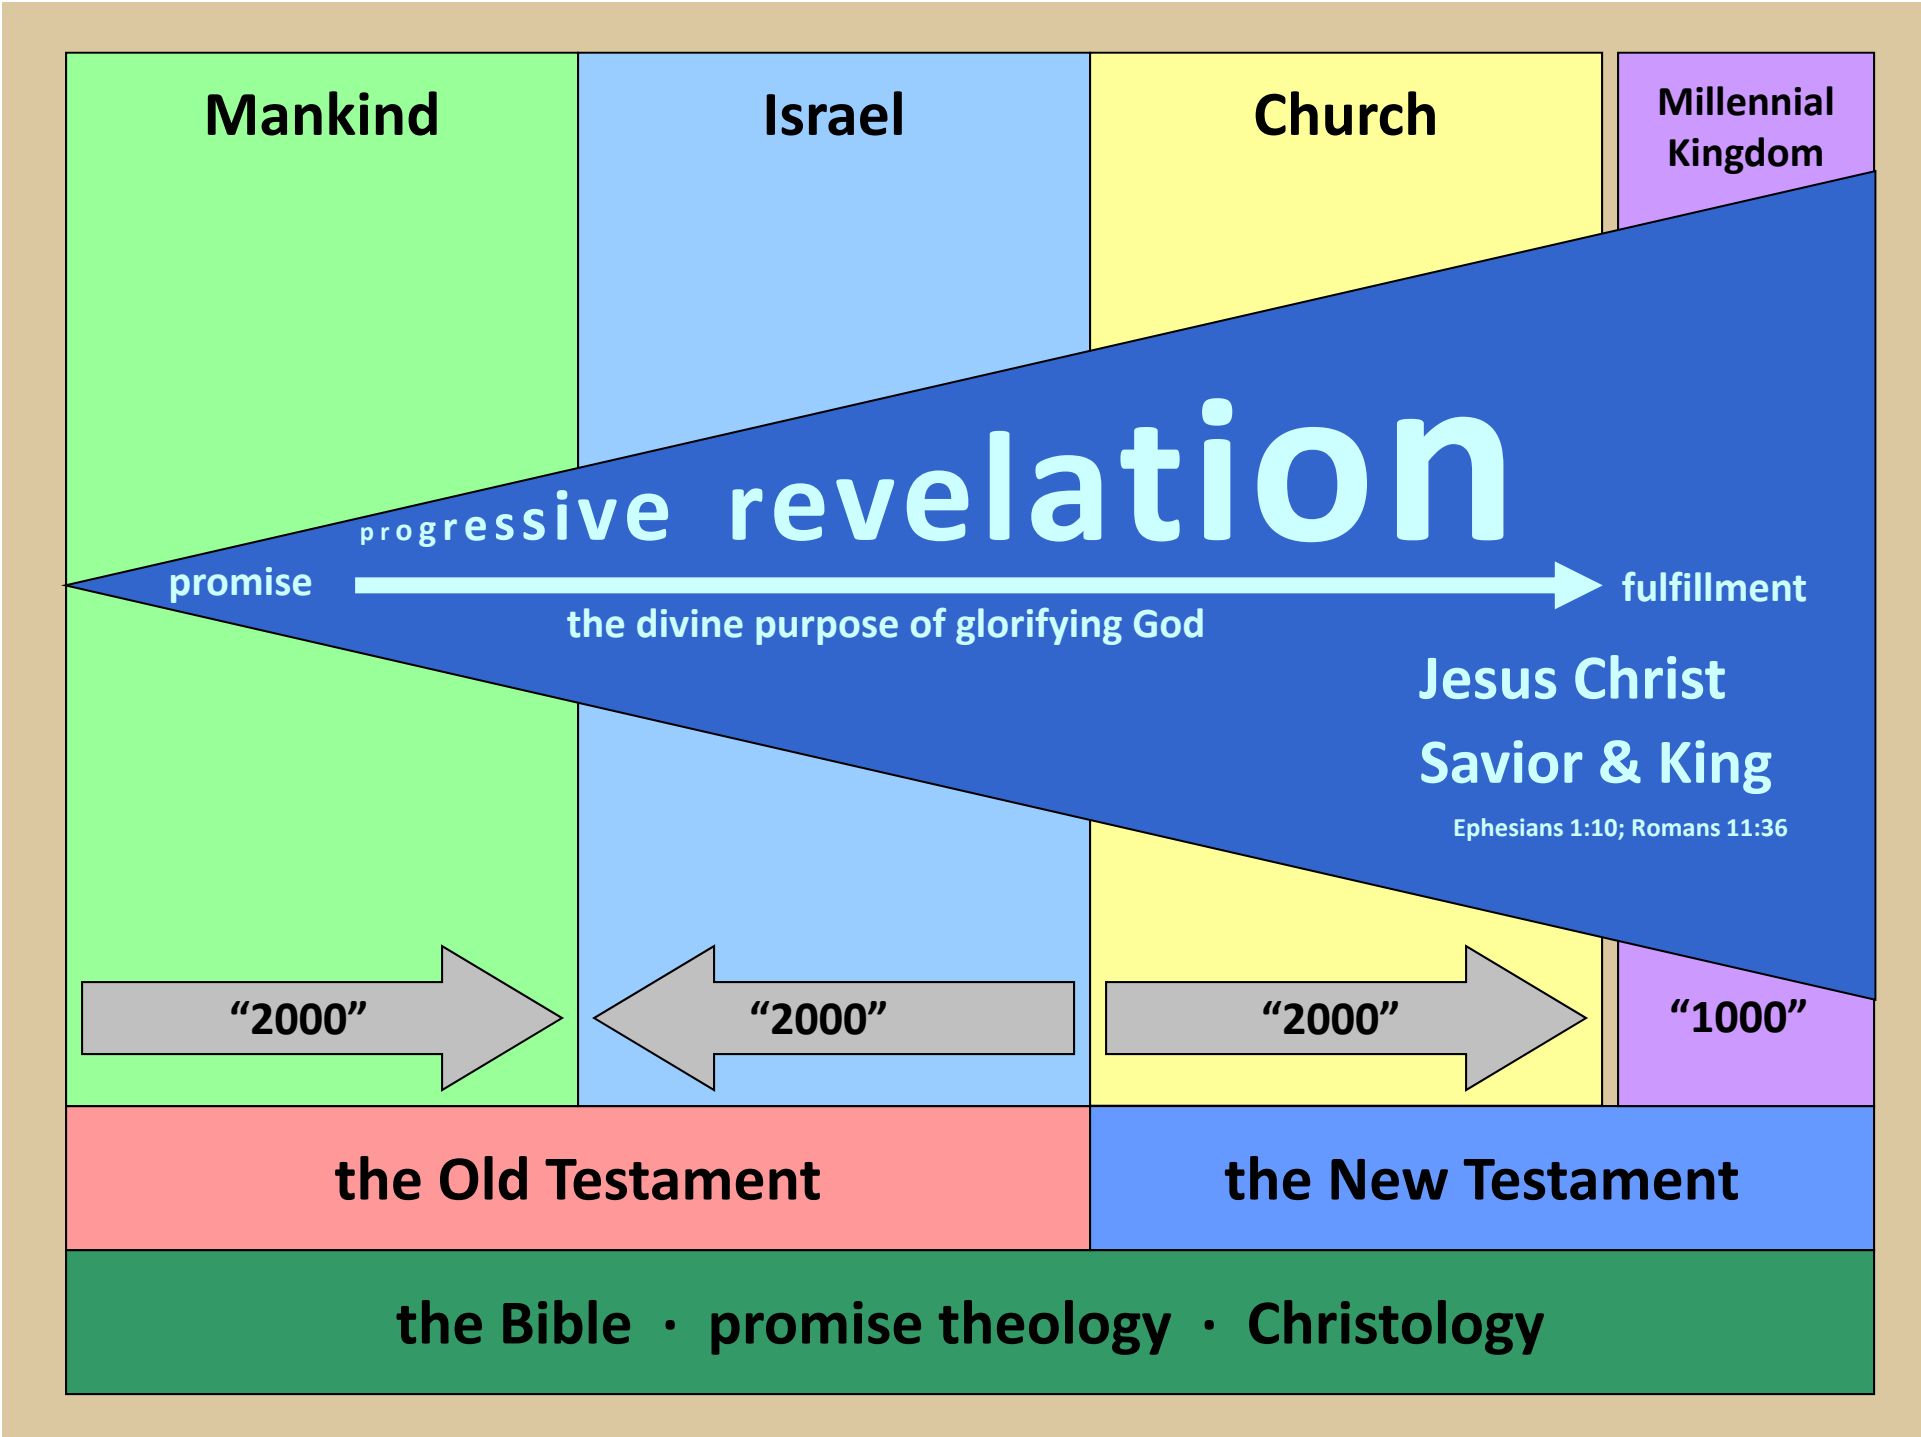 Mankind
Israel
Church
Millennial
Kingdom
progressive revelation
promise
fulfillment
the divine purpose of glorifying God
Jesus Christ
Savior & King
Ephesians 1:10; Romans 11:36
“2000”
“2000”
“2000”
“1000”
the Old Testament
the New Testament
the Bible · promise theology · Christology